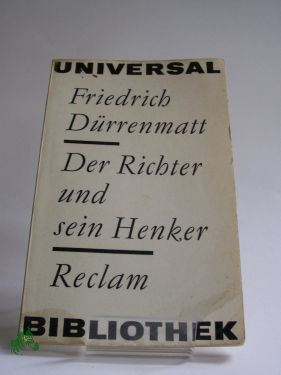 UNIVERSAL
Friedrich
Dürrenmatt
Der Richter
und
sein Henker
Reclam
BIBLIOTHEK